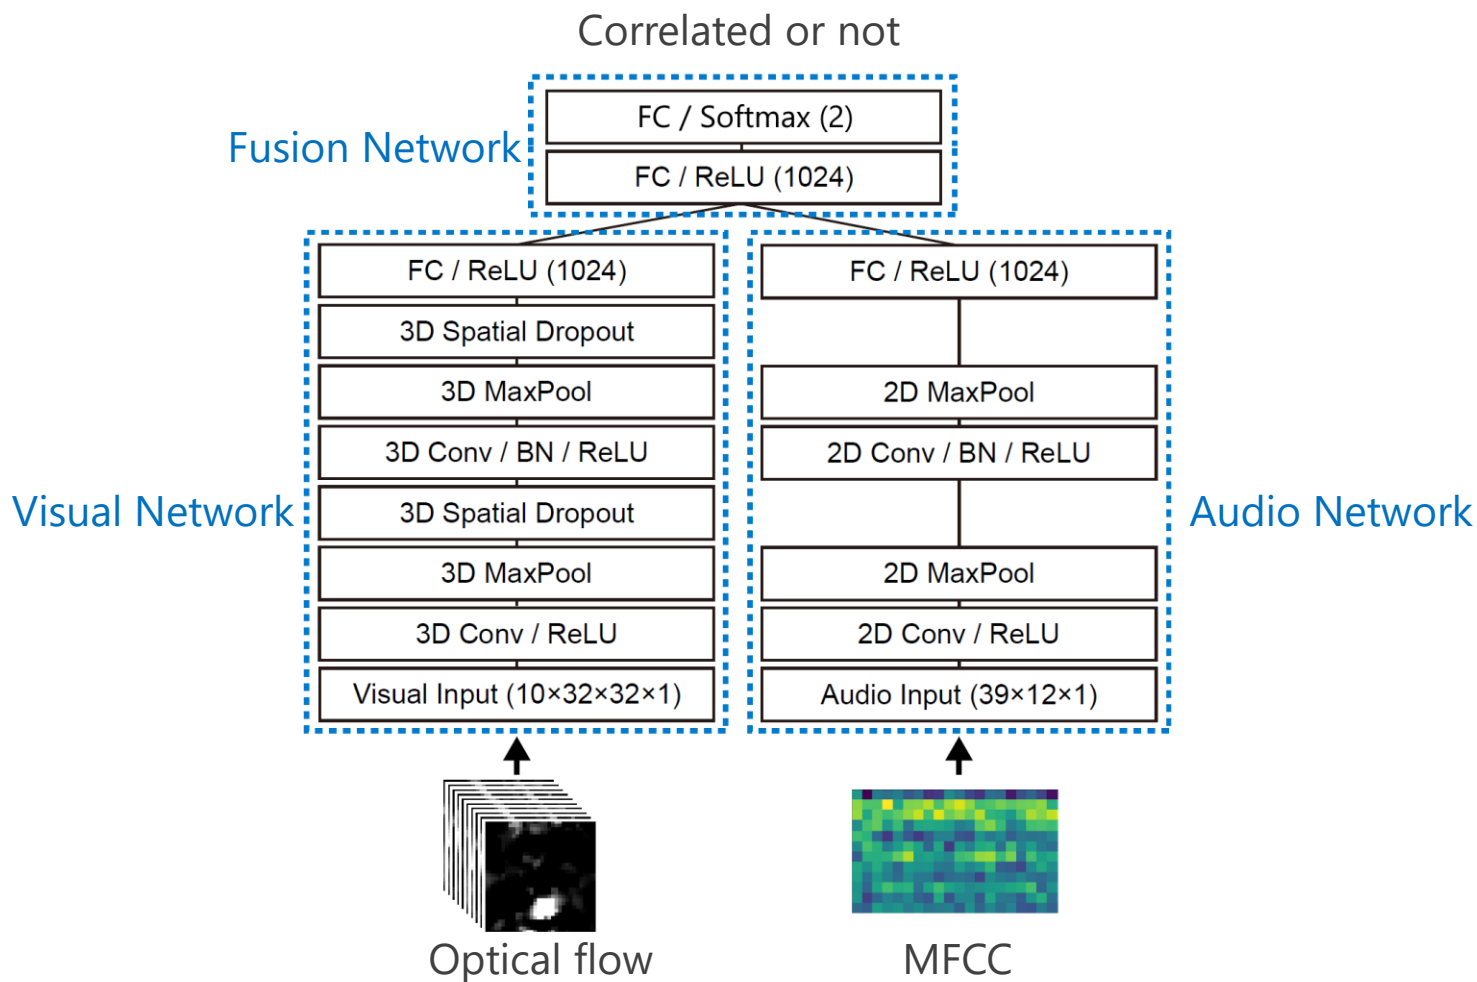 Correlated or not
Fusion Network
FC / Softmax (2)
FC / ReLU (1024)
Visual Network
FC / ReLU (1024)
3D Spatial Dropout
3D MaxPool
3D Conv / BN / ReLU
3D Spatial Dropout
3D MaxPool
3D Conv / ReLU
Visual Input (10×32×32×1)
Optical flow
FC / ReLU (1024)
2D MaxPool
2D Conv / BN / ReLU
2D MaxPool
2D Conv / ReLU
Audio Input (39×12×1)
Audio Network
MFCC